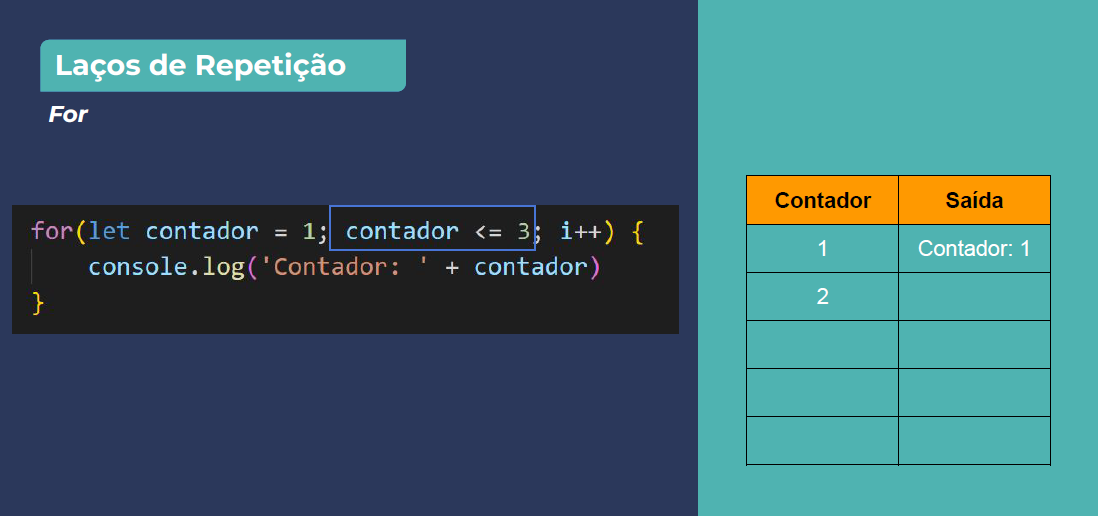 Laços de Repetição
For
for(let contador = 1; contador <= 3; i++) {
    console.log('Contador: ' + contador)
}
Contador Saída
1 Contador: 1
2